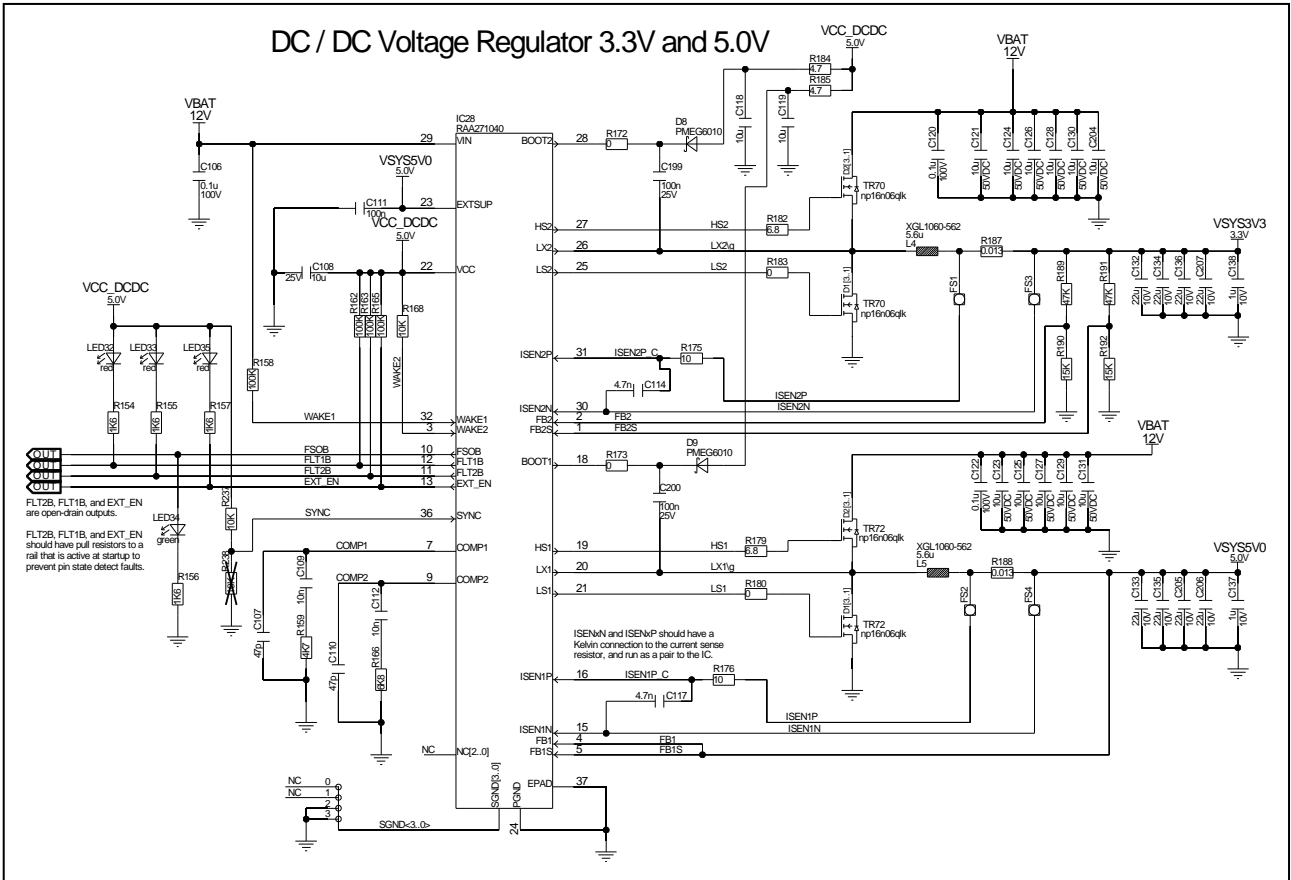 DC / DC Voltage Regulator 3.3V and 5.0V
VCC_DCDC
5.0V
VBAT
12V
R184
4.7
R185
4.7
C118
10u
C119
10u
D8
PMEG6010
VBAT
12V
C106
0.1u
100V
IC28
RAA271040
29
VIN
BOOT2
28
R172
0
C199
100n
25V
VSYS5V0
5.0V
C111
100n
23
EXTSUP
VCC_DCDC
5.0V
25V
C108
10u
22
VCC
HS2
27
HS2
R182
6.8
LX2
26
LX2\g
LS2
25
LS2
R183
0
D2[3..1]
TR70
np16n06qlk
D1[3..1]
TR70
np16n06qlk
C120
0.1u
100V
C121
10u
50VDC
C124
10u
50VDC
C126
10u
50VDC
C128
10u
50VDC
C130
10u
50VDC
C204
10u
50VDC
XGL1060-562
5.6u
L4
R187
0.013
FS1
FS3
R189
47K
R190
15K
R191
47K
R192
15K
VSYS3V3
3.3V
C132
22u
10V
C134
22u
10V
C136
22u
10V
C207
22u
10V
C138
1u
10V
VCC_DCDC
5.0V
LED32
red
LED33
red
LED35
red
R154
1K6
R155
1K6
R157
1K6
R158
100K
R162
100K
R163
100K
R165
100K
R168
10K
WAKE2
ISEN2P
31
ISEN2P_C
R175
10
4.7n
C114
ISEN2P
ISEN2N
ISEN2N
30
FB2
2
FB2
FB2S
1
FB2S
WAKE1
32
WAKE1
3
WAKE2
OUT
OUT
OUT
OUT
FSOB
10
FSOB
FLT1B
12
FLT1B
FLT2B
11
FLT2B
EXT_EN
13
EXT_EN
FLT2B, FLT1B, and EXT_EN
are open-drain outputs.
FLT2B, FLT1B, and EXT_EN
should have pull resistors to a
rail that is active at startup to
prevent pin state detect faults.
LED34
green
R156
1K6
R237
10K
SYNC
36
SYNC
COMP1
7
COMP1
COMP2
9
COMP2
C107
47p
C109
10n
R159
4K7
C110
47p
C112
10n
R166
6K8
BOOT1
18
R173
0
D9
PMEG6010
C200
100n
25V
HS1
19
HS1
R179
6.8
LX1
20
LX1\g
LS1
21
LS1
R180
0
D2[3..1]
TR72
np16n06qlk
D1[3..1]
TR72
np16n06qlk
VBAT
12V
C122
0.1u
100V
C123
10u
50VDC
C125
10u
50VDC
C127
10u
50VDC
C129
10u
50VDC
C131
10u
50VDC
XGL1060-562
5.6u
L5
R188
0.013
FS2
FS4
VSYS5V0
5.0V
C133
22u
10V
C135
22u
10V
C205
22u
10V
C206
22u
10V
C137
1u
10V
ISENxN and ISENxP should have a
Kelvin connection to the current sense
resistor, and run as a pair to the IC.
ISEN1P
16
ISEN1P_C
R176
10
4.7n
C117
ISEN1P
ISEN1N
ISEN1N
15
FB1
4
FB1
FB1S
5
FB1S
NC
NC[2..0]
SGND[3..0]
PGND
24
EPAD
37
NC
0
NC
1
2
3
SGND<3..0>